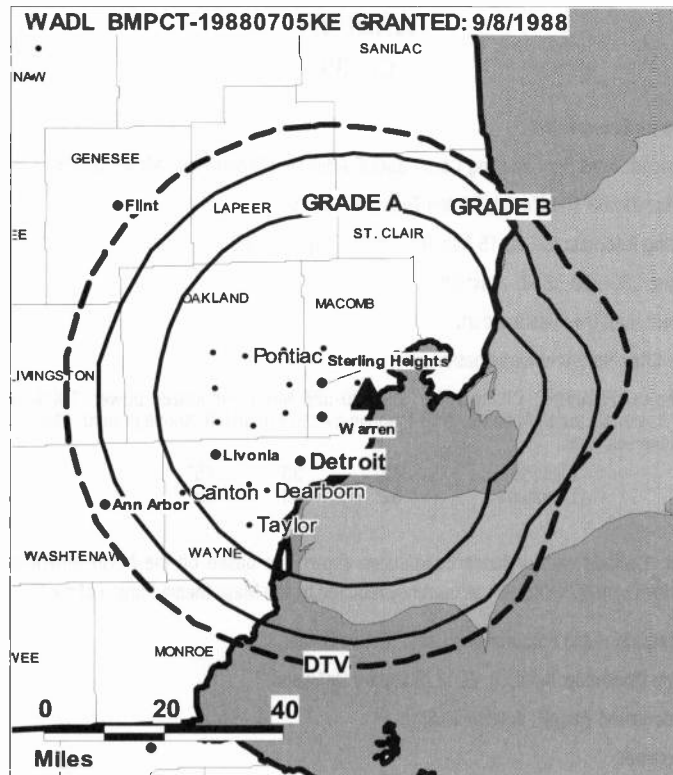 WADL BMPCT-19880705KE GRANTED: 9/8/1988
SANILAC
NAW
GENESEE
Flint
LAPEER
GRADE A
GRADE B
EE
ST. CLAIR
OAKLAND
MACOMB
Pontiac
Sterling Heights
LIVINGSTON
Warren
Livonia
Detroit
Canton
Dearborn
Ann Arbor
Taylor
WASHTENAW
WAYNE
WEE
MONROE
DTV
0 20 40
Miles